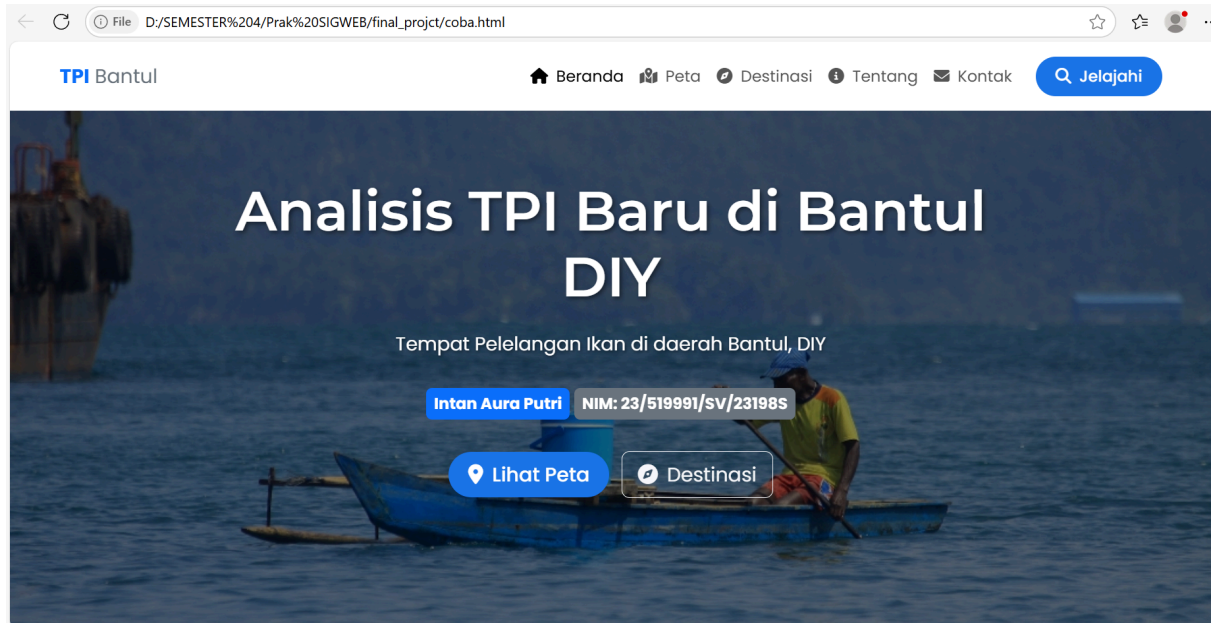 File D:/SEMESTER%204/Prak%20SIGWEB/final_projct/coba.html
TPI Bantul Beranda Peta Destinasi Tentang Kontak Jelajahi
Analisis TPI Baru di Bantul
DIY
Tempat Pelelangan Ikan di daerah Bantul, DIY
Intan Aura Putri NIM: 23/519991/SV/23198S
Lihat Peta Destinasi